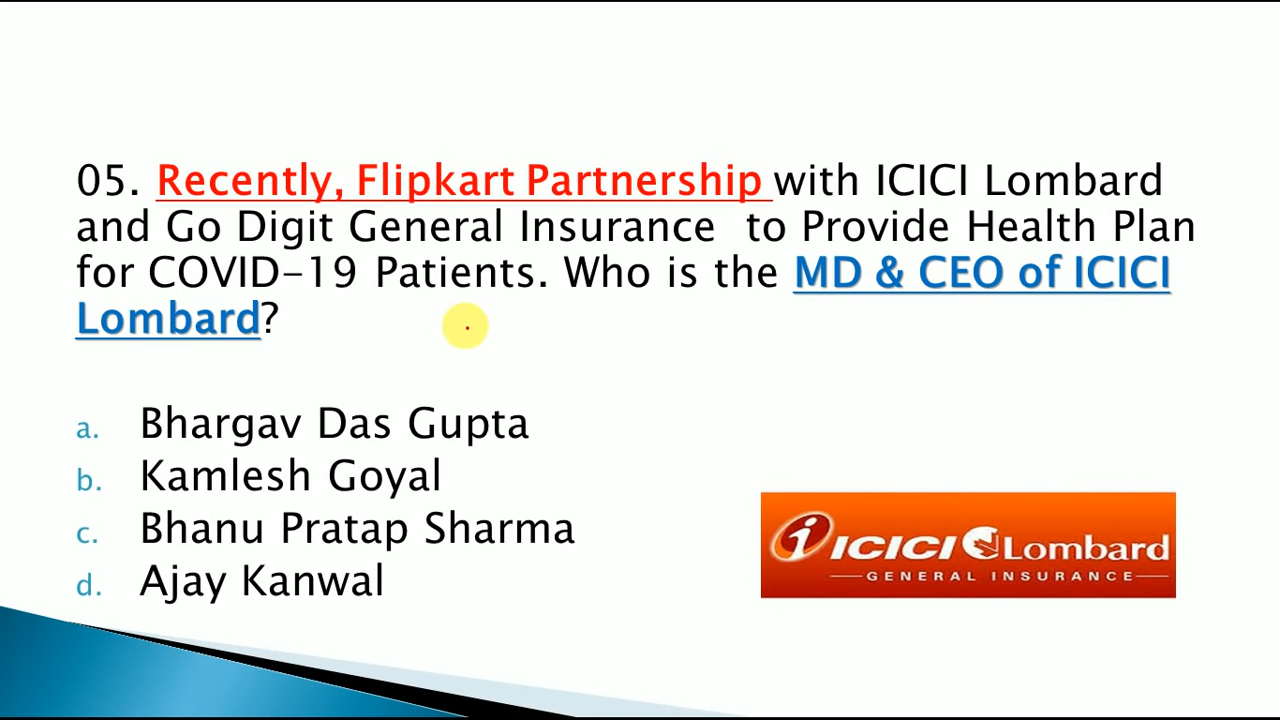 05. Recently, Flipkart Partnership with ICICI Lombard
and Go Digit General Insurance to Provide Health Plan
for COVID-19 Patients. Who is the MD & CEO of ICICI
Lombard?
a. Bhargav Das Gupta
b. Kamlesh Goyal
c. Bhanu Pratap Sharma
d. Ajay Kanwal
i ICICI Lombard
GENERAL INSURANCE